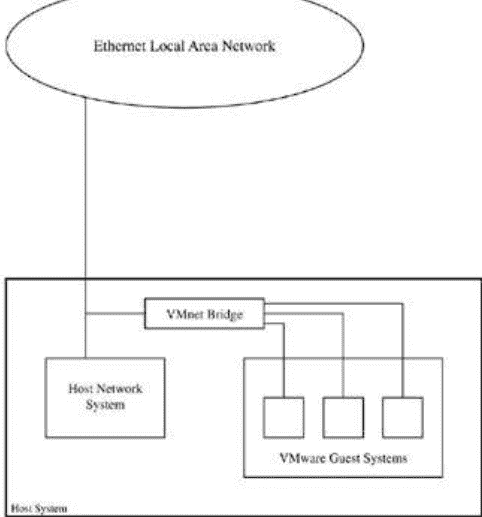 Ethernet Local Area Network
VMnet Bridge
Host Network
System
VMware Guest Systems
Host System